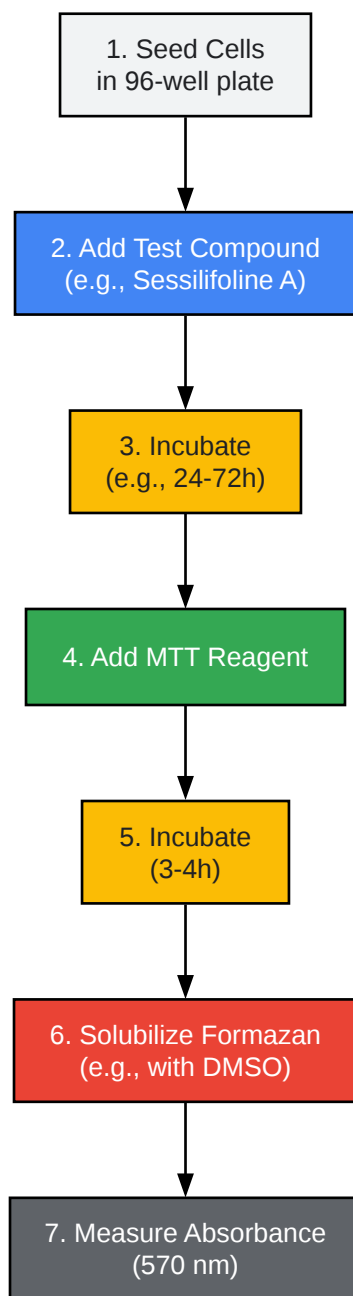 1. Seed Cells
in 96-well plate
2. Add Test Compound
(e.g., Sessilifoline A)
3. Incubate
(e.g., 24-72h)
4. Add MTT Reagent
5. Incubate
(3-4h)
6. Solubilize Formazan
(e.g., with DMSO)
7. Measure Absorbance
(570 nm)